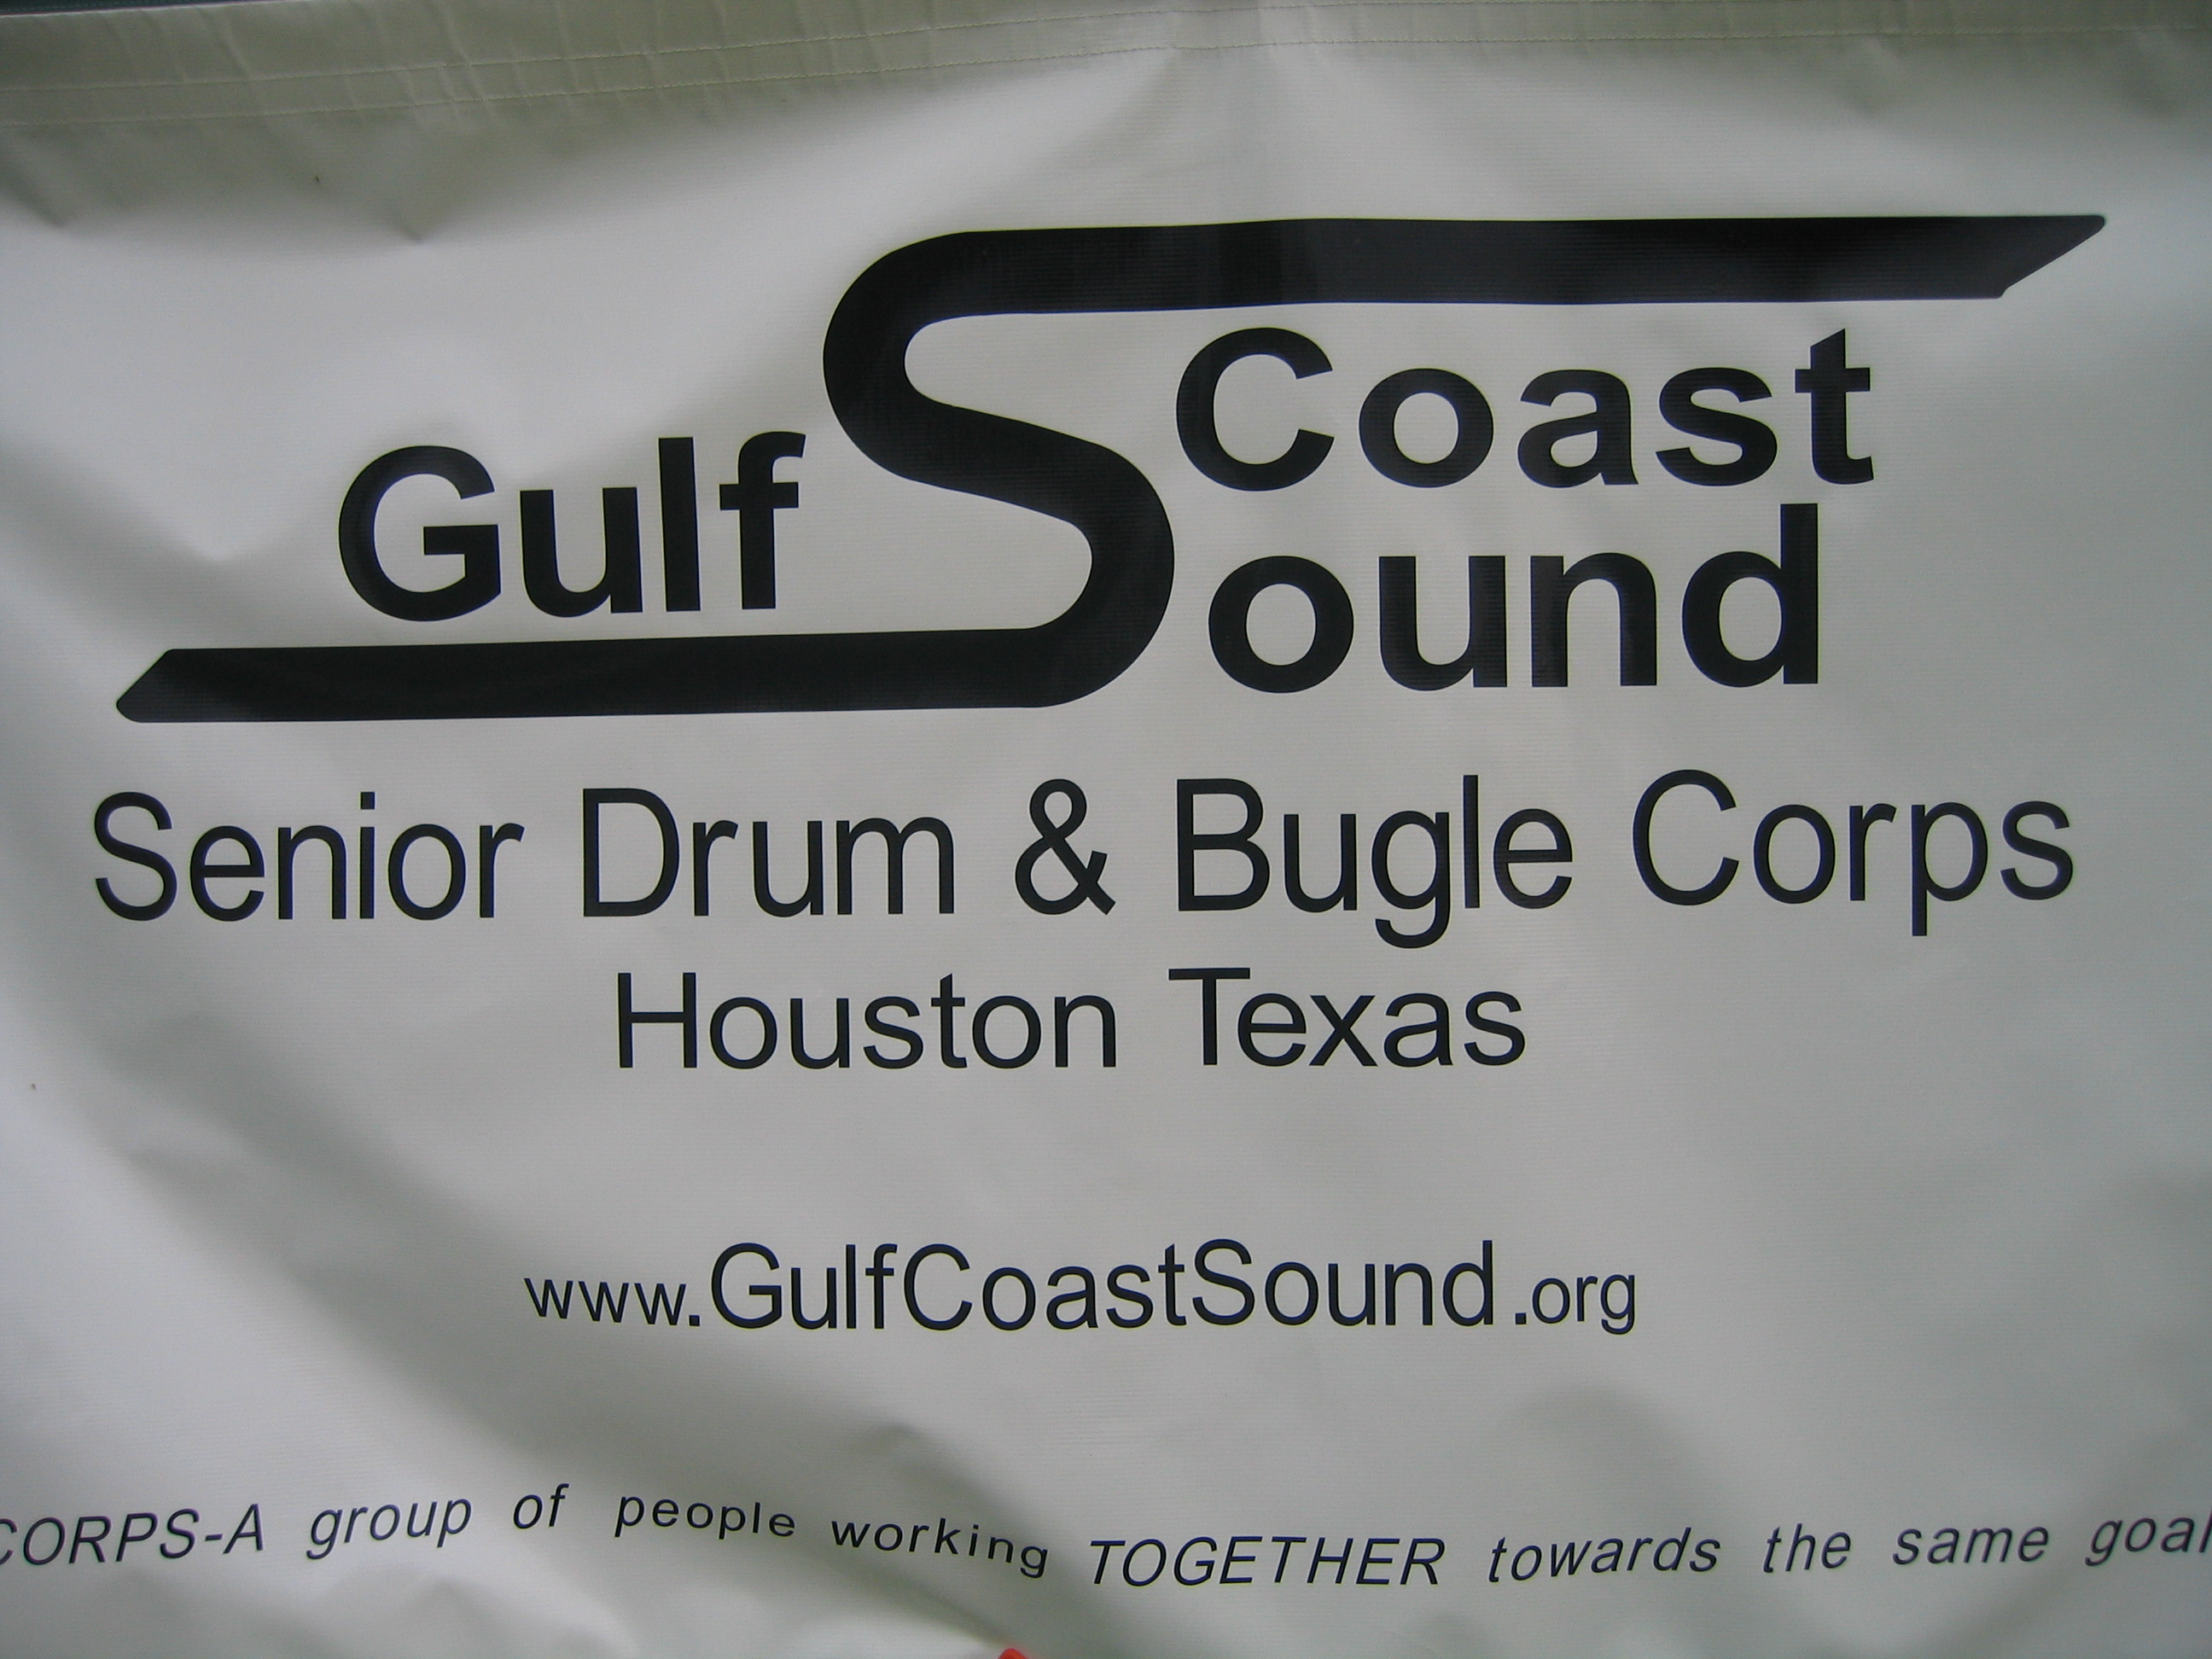 Gulf Coast
Sound
Senior Drum & Bugle Corps
Houston Texas
www.GulfCoastSound.org
CORPS-A group of people working TOGETHER towards the same goal